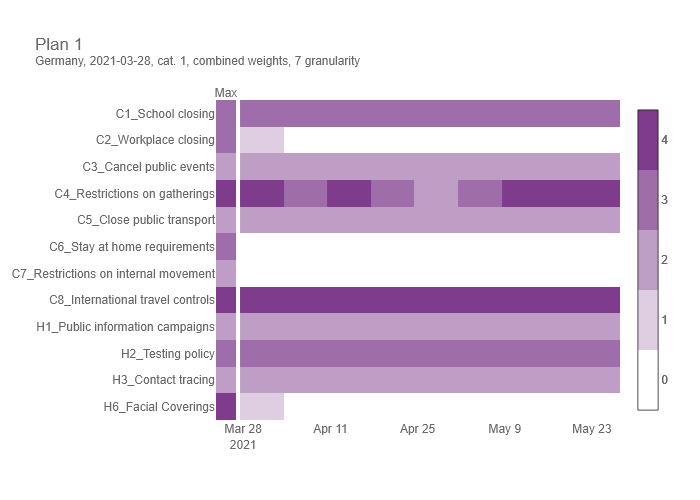 Plan 1
Germany, 2021-03-28, cat. 1, combined weights, 7 granularity
Max
C1_School closing
C2_Workplace closing
C3_Cancel public events
C4_Restrictions on gatherings
C5_Close public transport
C6_Stay at home requirements
C7_Restrictions on internal movement
C8_International travel controls
H1_Public information campaigns
H2_Testing policy
H3_Contact tracing
H6_Facial Coverings
4
3
2
1
0
Mar 28 Apr 11 Apr 25 May 9 May 23
2021